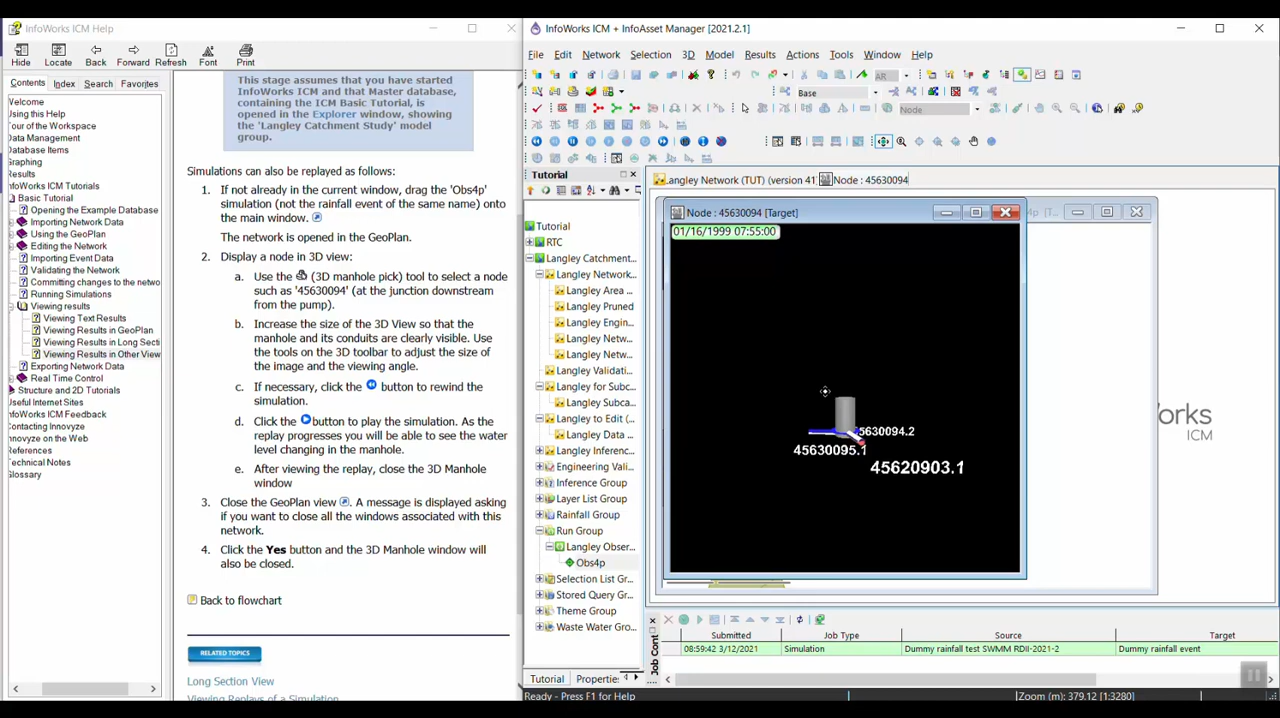 InfoWorks ICM Help
Hide Locate Back Forward Refresh Font Print
Contents Index Search Favorites
Welcome
Using this Help
Tour of the Workspace
Data Management
Database Items
Graphing
Results
InfoWorks ICM Tutorials
Basic Tutorial
Opening the Example Database
Importing Network Data
Using the GeoPlan
Editing the Network
Importing Event Data
Validating the Network
Committing changes to the netwo
Running Simulations
Viewing results
Viewing Text Results
Viewing Results in GeoPlan
Viewing Results in Long Secti
Viewing Results in Other View
Exporting Network Data
Real Time Control
Structure and 2D Tutorials
Useful Internet Sites
InfoWorks ICM Feedback
Contacting Innovyze
Innovyze on the Web
References
Technical Notes
Glossary
This stage assumes that you have started
InfoWorks ICM and that Master database,
containing the ICM Basic Tutorial, is
opened in the Explorer window, showing
the 'Langley Catchment Study' model
group.
Simulations can also be replayed as follows:
1. If not already in the current window, drag the 'Obs4p'
simulation (not the rainfall event of the same name) onto
the main window.
The network is opened in the GeoPlan.
2. Display a node in 3D view:
a. Use the (3D manhole pick) tool to select a node
such as '45630094' (at the junction downstream
from the pump).
b. Increase the size of the 3D View so that the
manhole and its conduits are clearly visible. Use
the tools on the 3D toolbar to adjust the size of
the image and the viewing angle.
c. If necessary, click the button to rewind the
simulation.
d. Click the button to play the simulation. As the
replay progresses you will be able to see the water
level changing in the manhole.
e. After viewing the replay, close the 3D Manhole
window
3. Close the GeoPlan view. A message is displayed asking
if you want to close all the windows associated with this
network.
4. Click the Yes button and the 3D Manhole window will
also be closed.
Back to flowchart
RELATED TOPICS
Long Section View
Viewing Replays of a Simulation
InfoWorks ICM + InfoAsset Manager [2021.2.1]
File Edit Network Selection 3D Model Results Actions Tools Window Help
AR
Base
Node
Tutorial
Tutorial
RTC
Langley Catchment...
Langley Network...
Langley Area ...
Langley Pruned
Langley Engin...
Langley Netw...
Langley Netw...
Langley Validati...
Langley for Subc...
Langley Subca...
Langley to Edit (...
Langley Data ...
Langley Inferenc...
Engineering Vali...
Inference Group
Layer List Group
Rainfall Group
Run Group
Langley Obser...
Obs4p
Selection List Gr...
Stored Query Gr...
Theme Group
Waste Water Gro...
Tutorial Propertie:
Langley Network (TUT) (version 41) Node : 45630094
Node : 45630094 [Target]
01/16/1999 07:55:00
45630094.2
45630095.1
45620903.1
orks
ICM
Job Cont
Submitted Job Type Source Target
08:59:42 3/12/2021 Simulation Dummy rainfall test SWMM RDII-2021-2 Dummy rainfall event
Ready - Press F1 for Help
Zoom (m): 379.12 [1:3280]